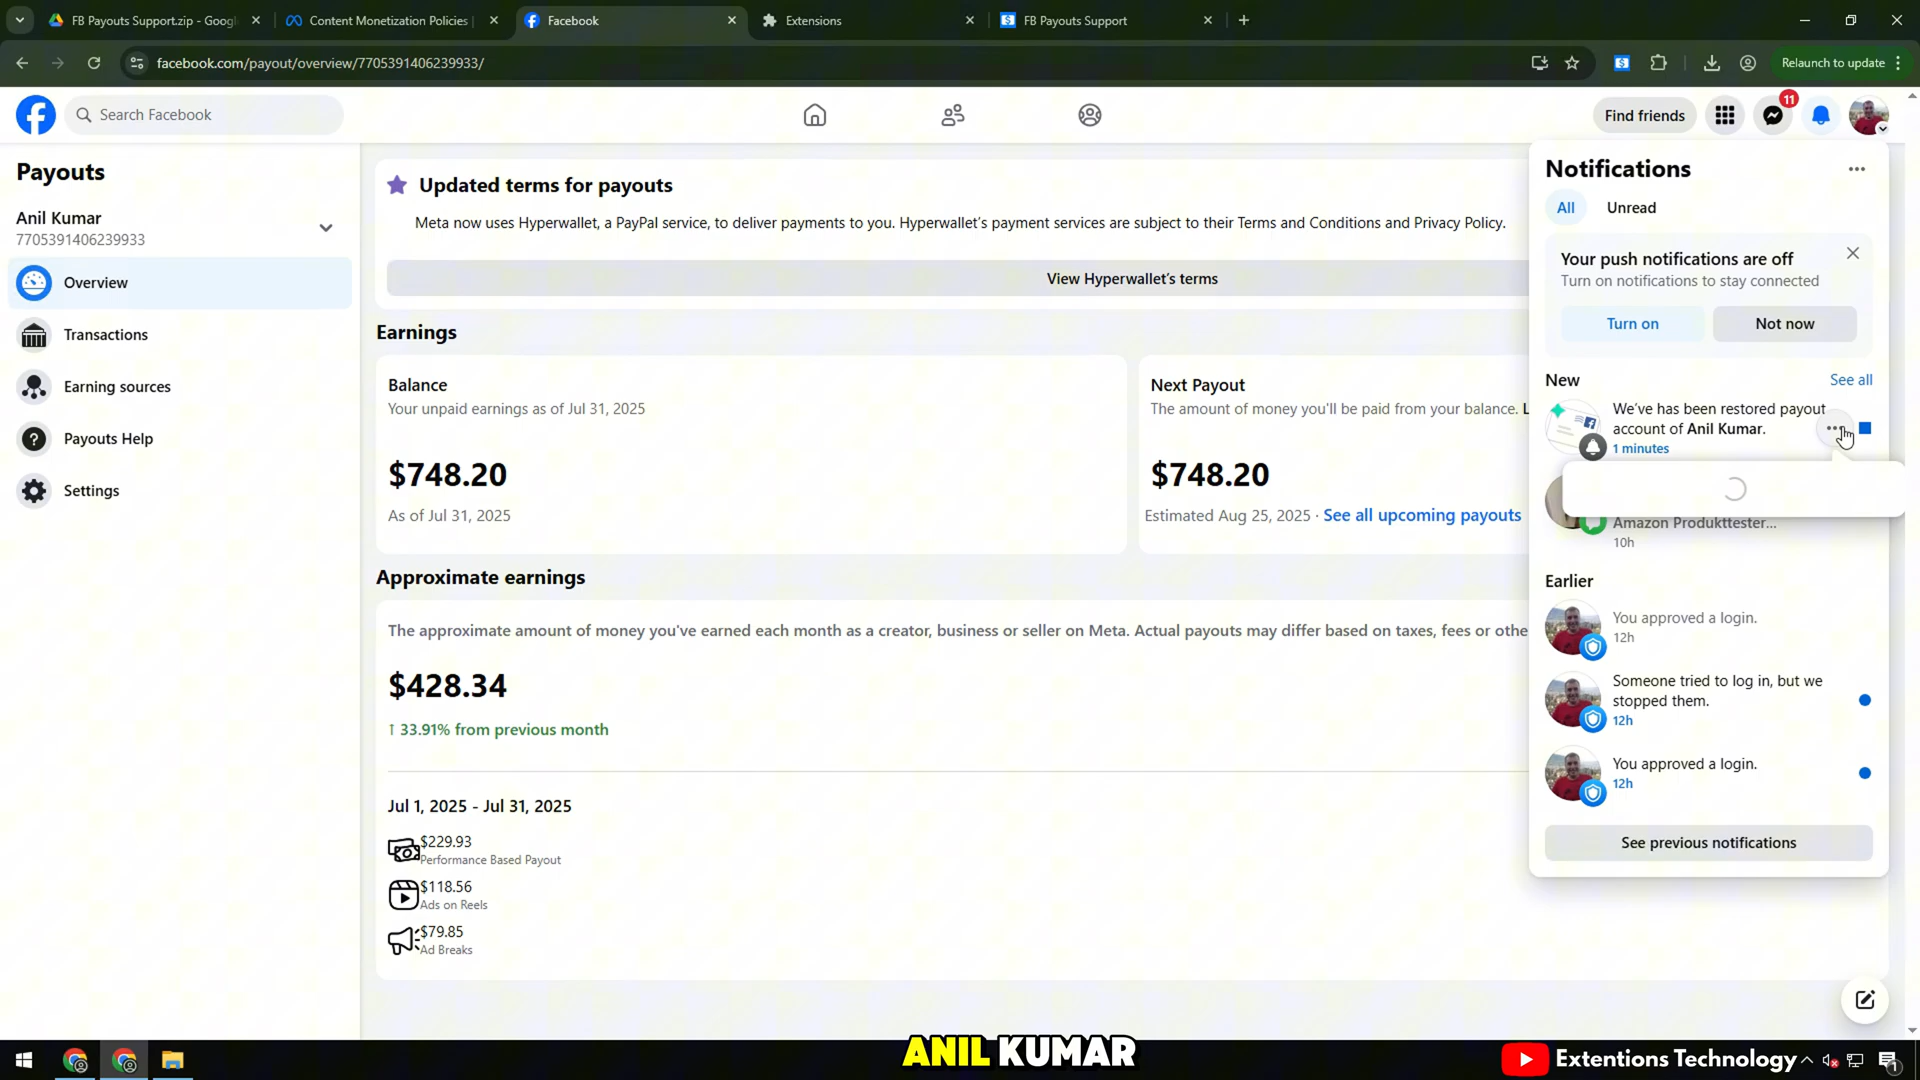 FB Payouts Support.zip - Googl
Content Monetization Policies
Facebook
Extensions
FB Payouts Support
facebook.com/payout/overview/7705391406239933/
Relaunch to update
Search Facebook
Find friends
11
Payouts
Anil Kumar
7705391406239933
Overview
Transactions
Earning sources
Payouts Help
Settings
Updated terms for payouts
Meta now uses Hyperwallet, a PayPal service, to deliver payments to you. Hyperwallet's payment services are subject to their Terms and Conditions and Privacy Policy.
View Hyperwallet's terms
Earnings
Balance
Your unpaid earnings as of Jul 31, 2025
$748.20
As of Jul 31, 2025
Next Payout
The amount of money you'll be paid from your balance. L
$748.20
Estimated Aug 25, 2025 · See all upcoming payouts
Approximate earnings
The approximate amount of money you've earned each month as a creator, business or seller on Meta. Actual payouts may differ based on taxes, fees or othe
$428.34
↑ 33.91% from previous month
Jul 1, 2025 - Jul 31, 2025
$229.93
Performance Based Payout
$118.56
Ads on Reels
$79.85
Ad Breaks
Notifications
All
Unread
Your push notifications are off
Turn on notifications to stay connected
Turn on
Not now
New
See all
We've has been restored payout
account of Anil Kumar.
1 minutes
Amazon Produkttester...
10h
Earlier
You approved a login.
12h
Someone tried to log in, but we
stopped them.
12h
You approved a login.
12h
See previous notifications
ANIL KUMAR
Extentions Technology
1